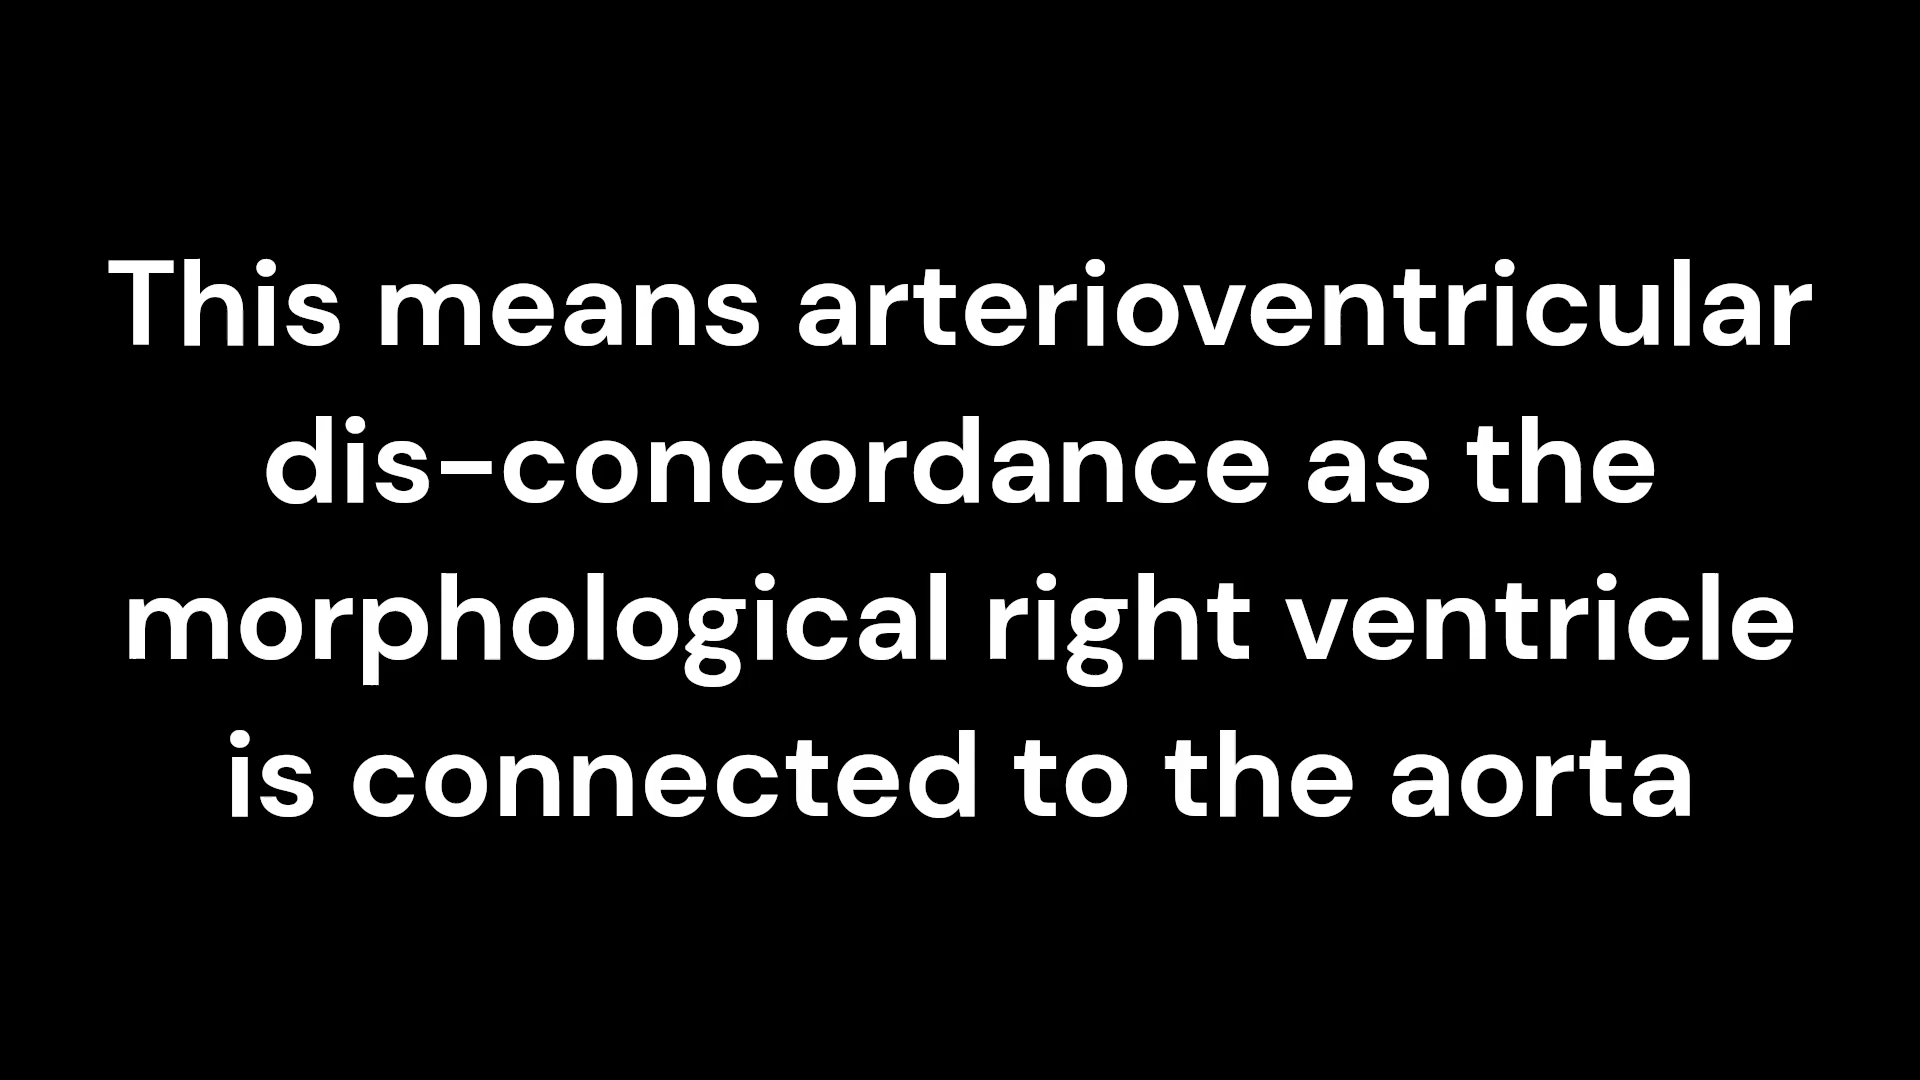 This means arterioventricular
dis-concordance as the
morphological right ventricle
is connected to the aorta